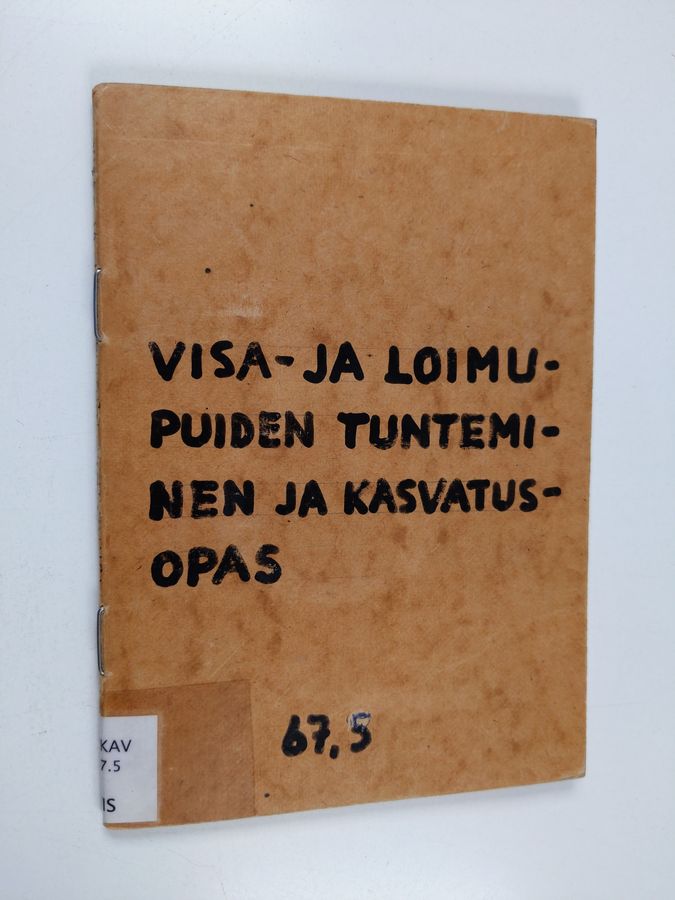 VISA- JA LOIMU-
PUIDEN TUNTEMI-
NEN JA KASVATUS-
OPAS
67,5
KAV
7.5
IS